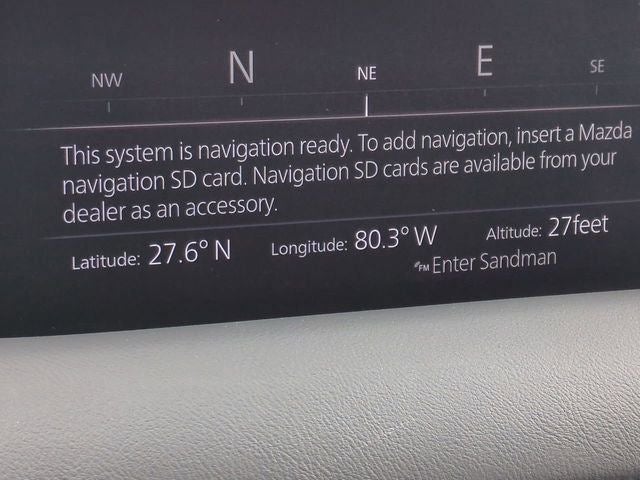 NW N NE E SE
This system is navigation ready. To add navigation, insert a Mazda
navigation SD card. Navigation SD cards are available from your
dealer as an accessory.
Latitude: 27.6° N Longitude: 80.3° W Altitude: 27feet
FM Enter Sandman